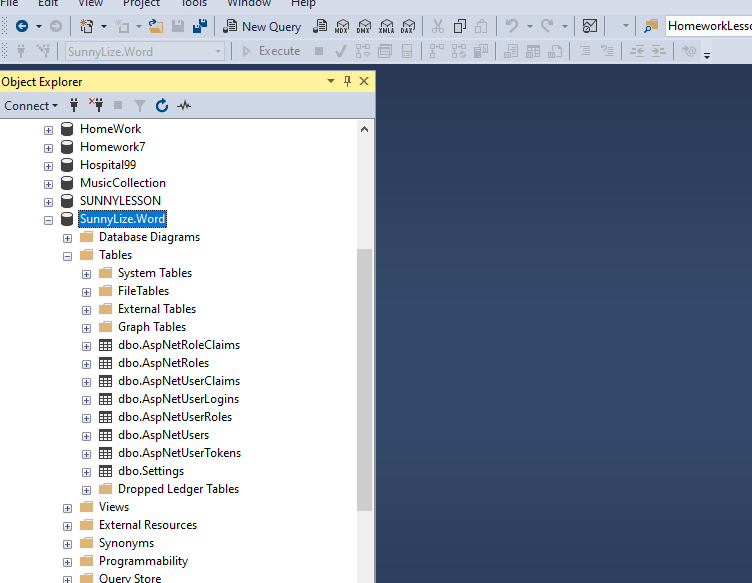 File Edit View Project Tools Window Help
New Query MDX DMX XMLA DAX HomeworkLesso
SunnyLize.Word Execute
Object Explorer
Connect
HomeWork
Homework7
Hospital99
MusicCollection
SUNNYLESSON
SunnyLize.Word
Database Diagrams
Tables
System Tables
FileTables
External Tables
Graph Tables
dbo.AspNetRoleClaims
dbo.AspNetRoles
dbo.AspNetUserClaims
dbo.AspNetUserLogins
dbo.AspNetUserRoles
dbo.AspNetUsers
dbo.AspNetUserTokens
dbo.Settings
Dropped Ledger Tables
Views
External Resources
Synonyms
Programmability
Query Store